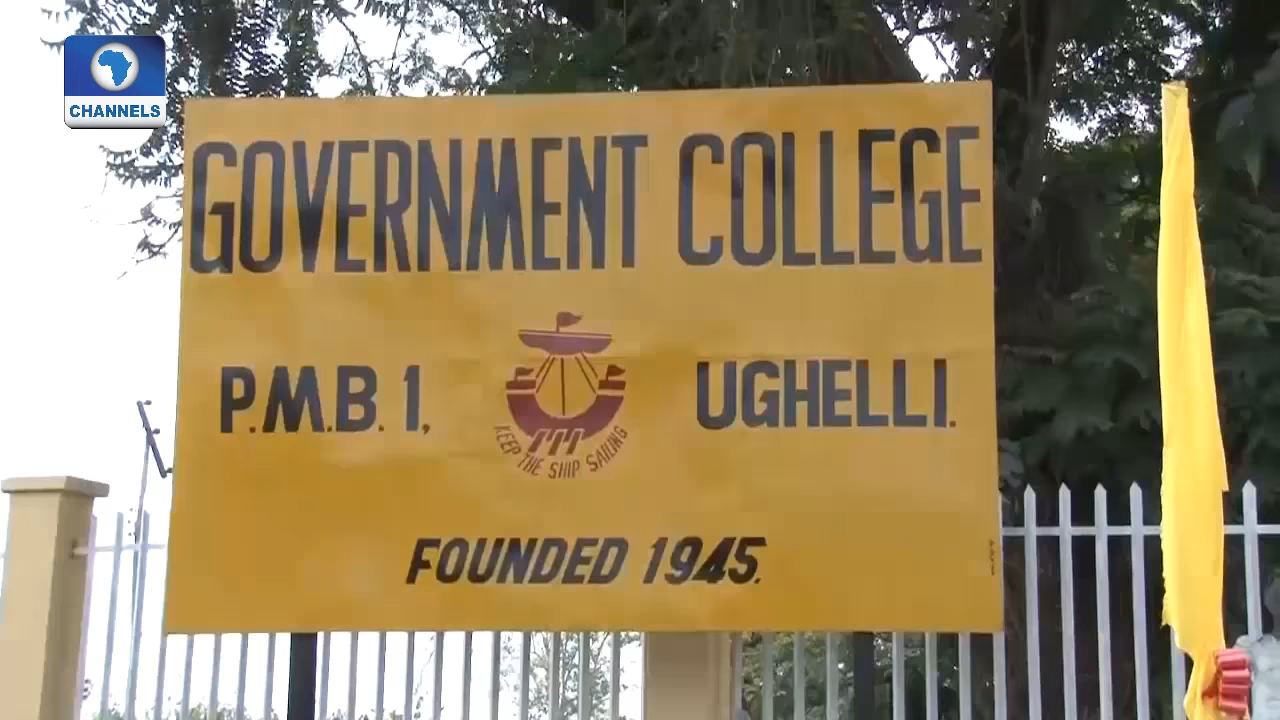 CHANNELS
GOVERNMENT COLLEGE
P.M.B. 1, UGHELLI.
KEEP THE SHIP SAILING
FOUNDED 1945.